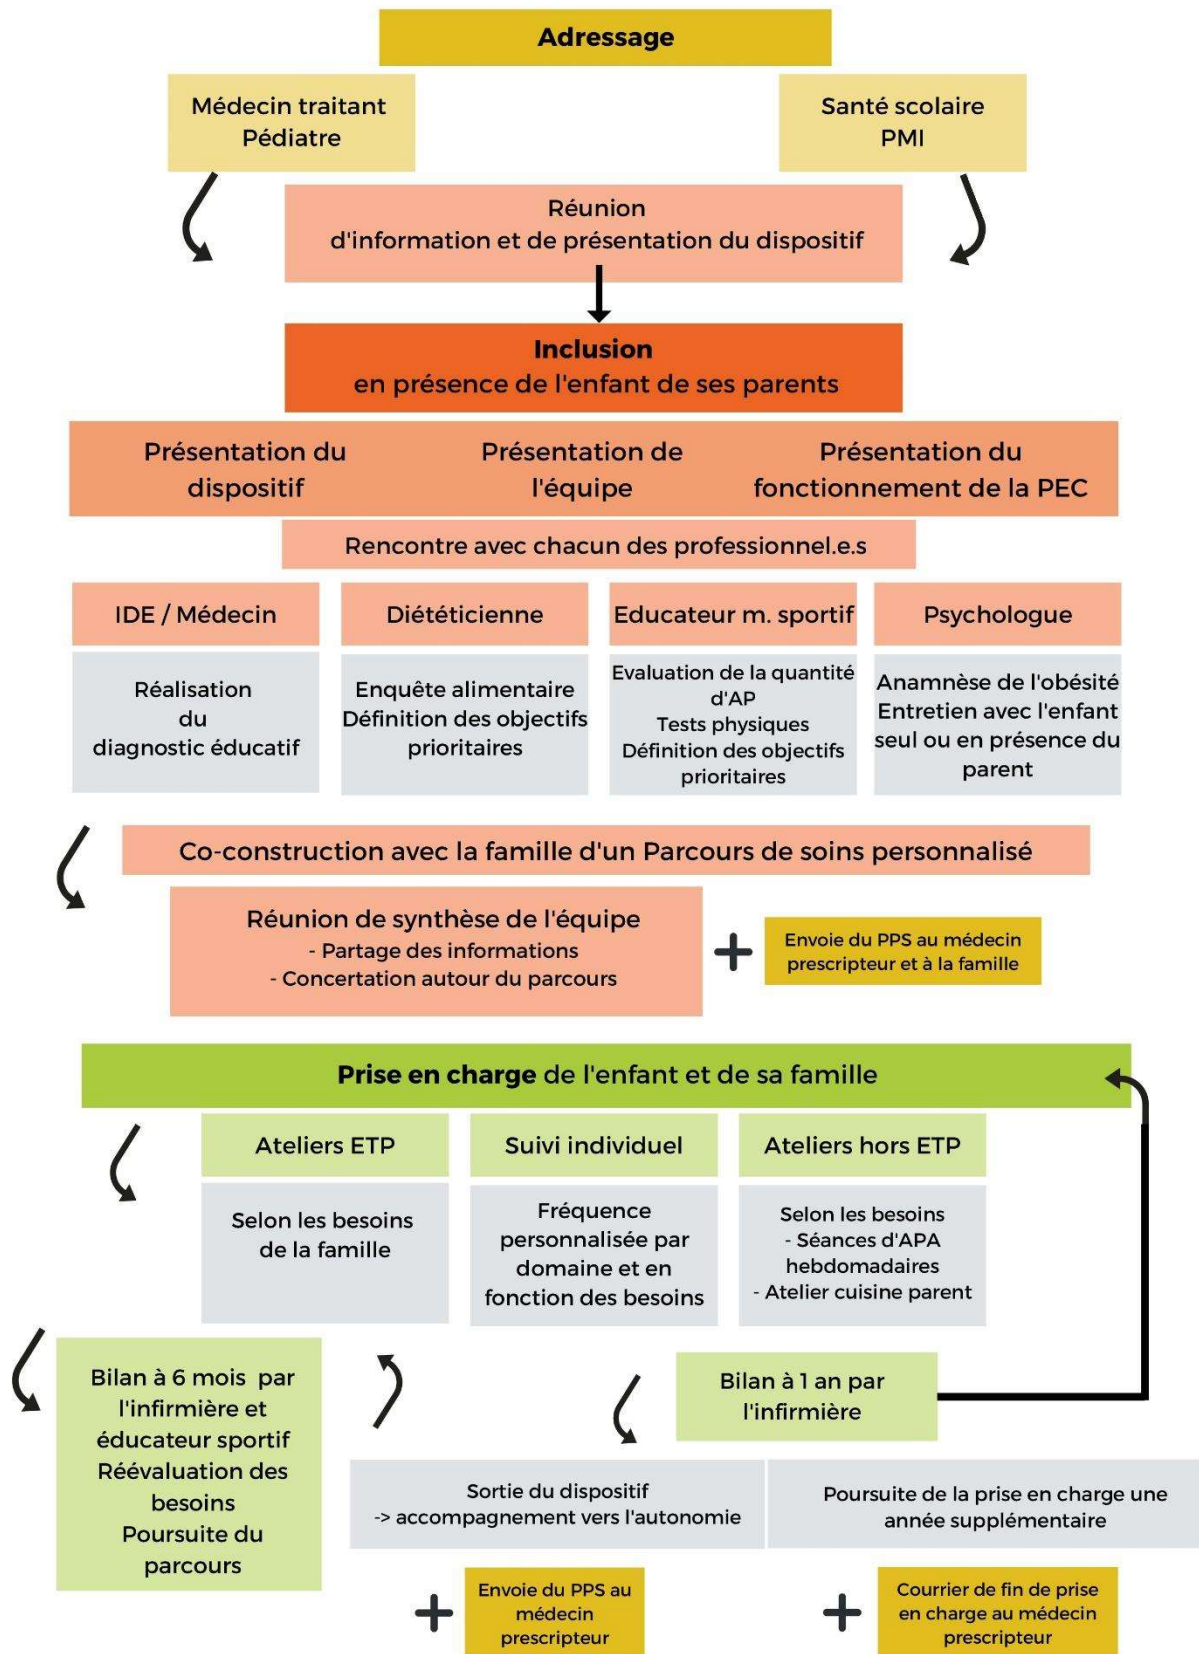 Adressage
Médecin traitant
Pédiatre
Santé scolaire
PMI
Réunion
d'information et de présentation du dispositif
Inclusion
en présence de l'enfant de ses parents
Présentation du
dispositif
Présentation de
l'équipe
Présentation du
fonctionnement de la PEC
Rencontre avec chacun des professionnel.e.s
IDE / Médecin
Réalisation
du
diagnostic éducatif
Diététicienne
Enquête alimentaire
Définition des objectifs
prioritaires
Educateur m. sportif
Evaluation de la quantité
d'AP
Tests physiques
Définition des objectifs
prioritaires
Psychologue
Anamnèse de l'obésité
Entretien avec l'enfant
seul ou en présence du
parent
Co-construction avec la famille d'un Parcours de soins personnalisé
Réunion de synthèse de l'équipe
- Partage des informations
- Concertation autour du parcours
+
Envoie du PPS au médecin
prescripteur et à la famille
Prise en charge de l'enfant et de sa famille
Ateliers ETP
Selon les besoins
de la famille
Suivi individuel
Fréquence
personnalisée par
domaine et en
fonction des besoins
Ateliers hors ETP
Selon les besoins
- Séances d'APA
hebdomadaires
- Atelier cuisine parent
Bilan à 6 mois par
l'infirmière et
éducateur sportif
Réévaluation des
besoins
Poursuite du
parcours
Bilan à 1 an par
l'infirmière
Sortie du dispositif
-> accompagnement vers l'autonomie
Poursuite de la prise en charge une
année supplémentaire
+
Envoie du PPS au
médecin
prescripteur
+
Courrier de fin de prise
en charge au médecin
prescripteur